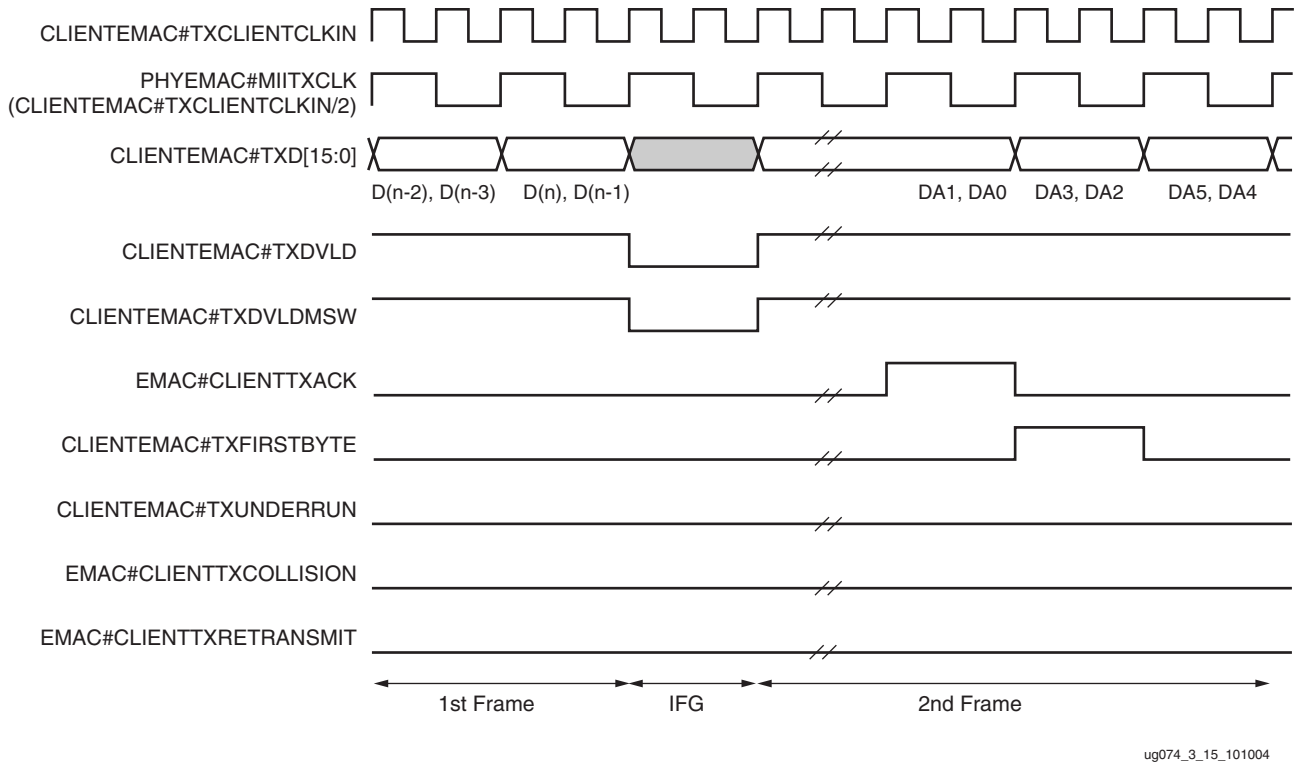 CLIENTEMAC#TXCLIENTCLKIN
PHYEMAC#MIITXCLK
(CLIENTEMAC#TXCLIENTCLKIN/2)
CLIENTEMAC#TXD[15:0]
D(n-2), D(n-3) D(n), D(n-1) DA1, DA0 DA3, DA2 DA5, DA4
CLIENTEMAC#TXDVLD
CLIENTEMAC#TXDVLDMSW
EMAC#CLIENTTXACK
CLIENTEMAC#TXFIRSTBYTE
CLIENTEMAC#TXUNDERRUN
EMAC#CLIENTTXCOLLISION
EMAC#CLIENTTXRETRANSMIT
1st Frame IFG 2nd Frame
ug074_3_15_101004